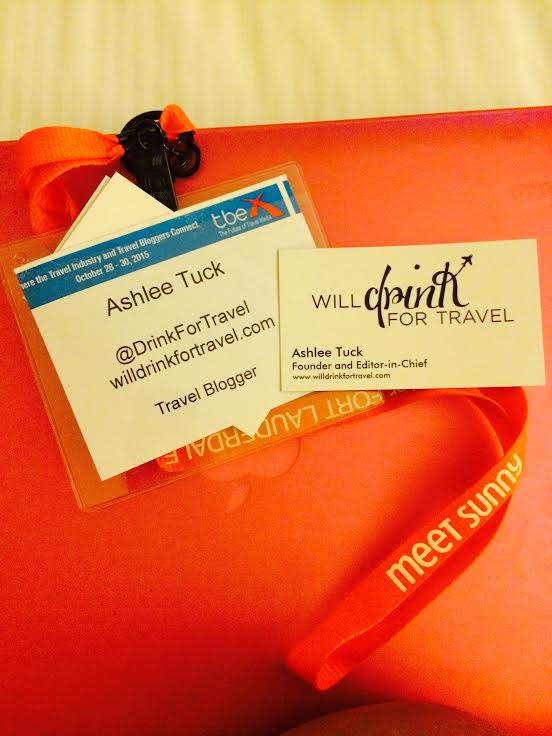 tbex
The Future of Travel Media
ere the Travel Industry and Travel Bloggers Connect
October 28 - 30, 2015
Ashlee Tuck
@DrinkForTravel
willdrinkfortravel.com
Travel Blogger
WILL drink
FOR TRAVEL
Ashlee Tuck
Founder and Editor-in-Chief
www.willdrinkfortravel.com
FORT LAUDERDALE
meet sunny